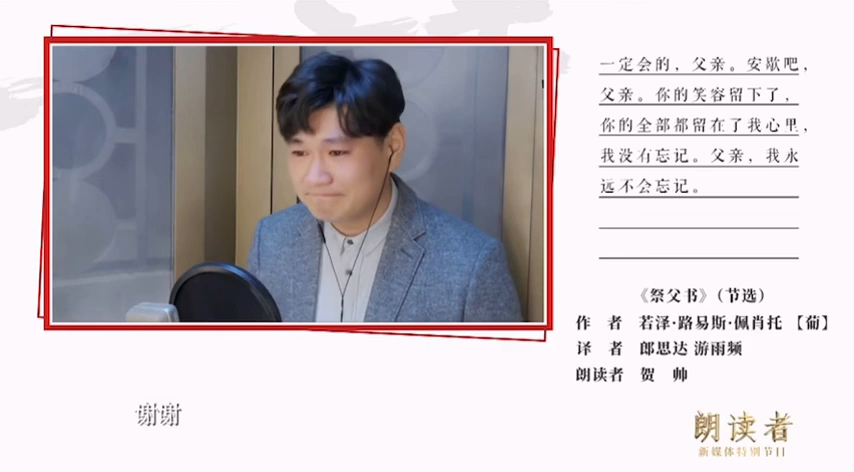 一定会的，父亲。安歇吧，
父亲。你的笑容留下了，
你的全部都留在了我心里，
我没有忘记。父亲，我永
远不会忘记。
《祭父书》（节选）
作 者 若泽·路易斯·佩肖托 【葡】
译 者 郎思达 游雨频
朗读者 贺 帅
谢谢
朗读者
新媒体特别节目